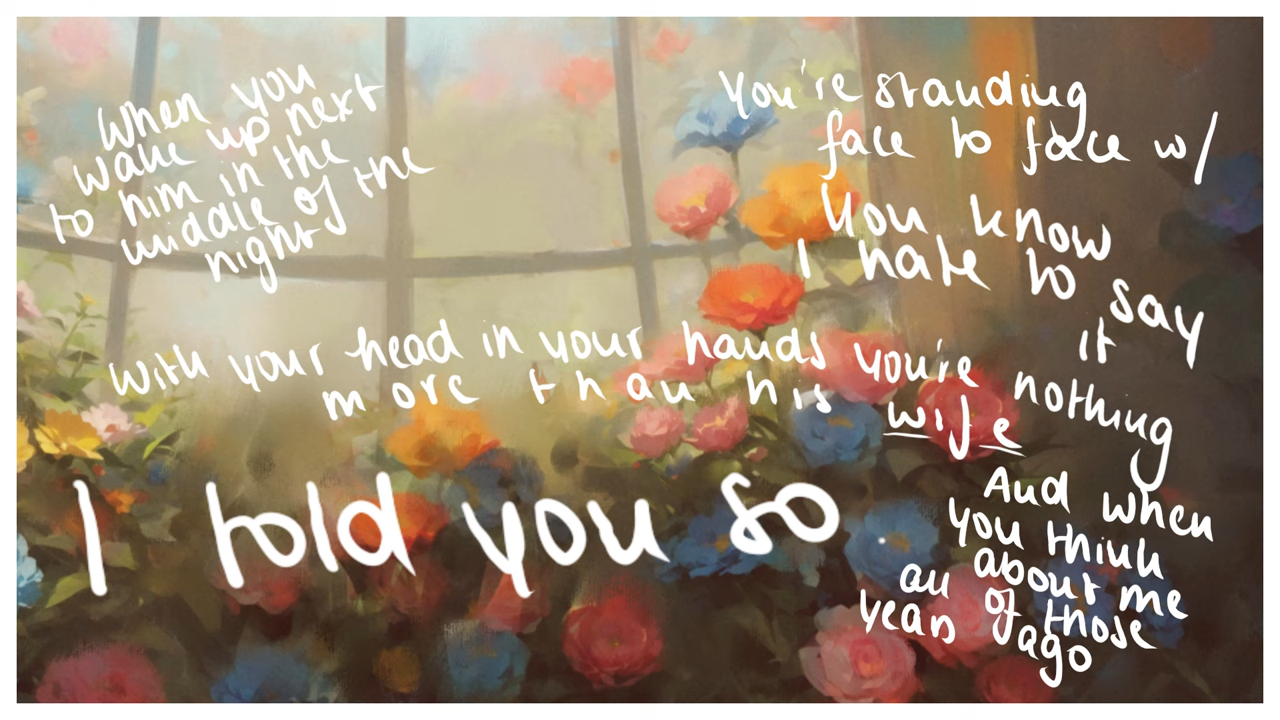 When you
wake up next
to him in the
middle of the
night
With your head in your hands you're
more than his
wife
I told you so
You're standing
face to face w/
You know
I hate to say
it
nothing
And when
you think
about me
all of those
years ago